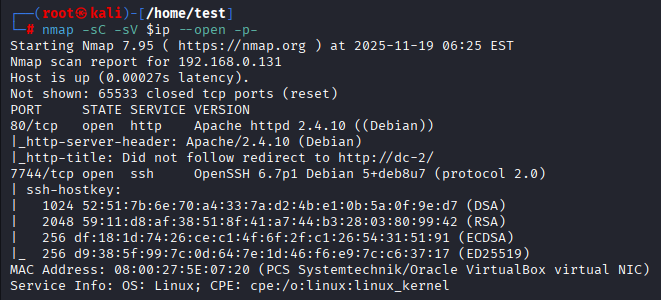 ┌──(root㉿kali)-[/home/test]
└─# nmap -sC -sV $ip --open -p-
Starting Nmap 7.95 ( https://nmap.org ) at 2025-11-19 06:25 EST
Nmap scan report for 192.168.0.131
Host is up (0.00027s latency).
Not shown: 65533 closed tcp ports (reset)
PORT     STATE SERVICE VERSION
80/tcp   open  http    Apache httpd 2.4.10 ((Debian))
|_http-server-header: Apache/2.4.10 (Debian)
|_http-title: Did not follow redirect to http://dc-2/
7744/tcp open  ssh     OpenSSH 6.7p1 Debian 5+deb8u7 (protocol 2.0)
| ssh-hostkey:
|   1024 52:51:7b:6e:70:a4:33:7a:d2:4b:e1:0b:5a:0f:9e:d7 (DSA)
|   2048 59:11:d8:af:38:51:8f:41:a7:44:b3:28:03:80:99:42 (RSA)
|   256 df:18:1d:74:26:ce:c1:4f:6f:2f:c1:26:54:31:51:91 (ECDSA)
|_  256 d9:38:5f:99:7c:0d:64:7e:1d:46:f6:e9:7c:c6:37:17 (ED25519)
MAC Address: 08:00:27:5E:07:20 (PCS Systemtechnik/Oracle VirtualBox virtual NIC)
Service Info: OS: Linux; CPE: cpe:/o:linux:linux_kernel